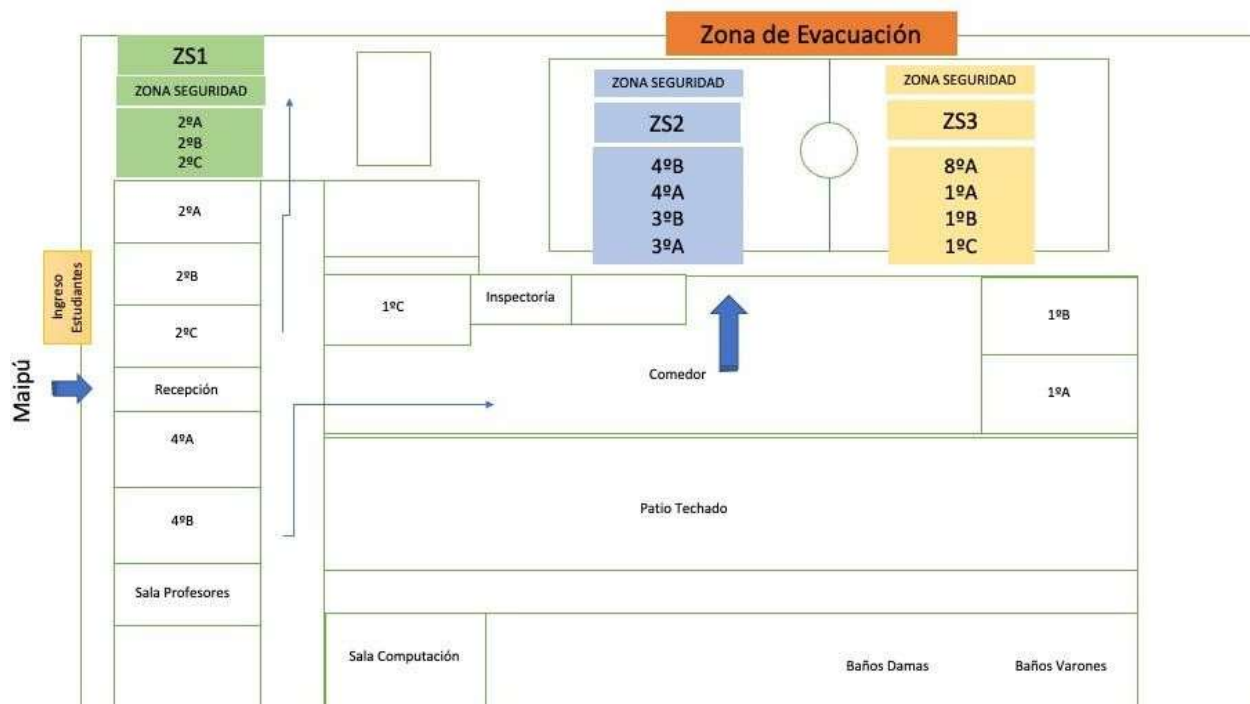 Zona de Evacuación
ZS1
ZONA SEGURIDAD
2ºA
2ºB
2ºC
ZONA SEGURIDAD
ZS2
4ºB
4ºA
3ºB
3ºA
ZONA SEGURIDAD
ZS3
8ºA
1ºA
1ºB
1ºC
Ingreso
Estudiantes
Maipú
2ºA
2ºB
2ºC
Recepción
4ºA
4ºB
Sala Profesores
1ºC
Inspectoría
Comedor
1ºB
1ºA
Patio Techado
Sala Computación
Baños Damas
Baños Varones